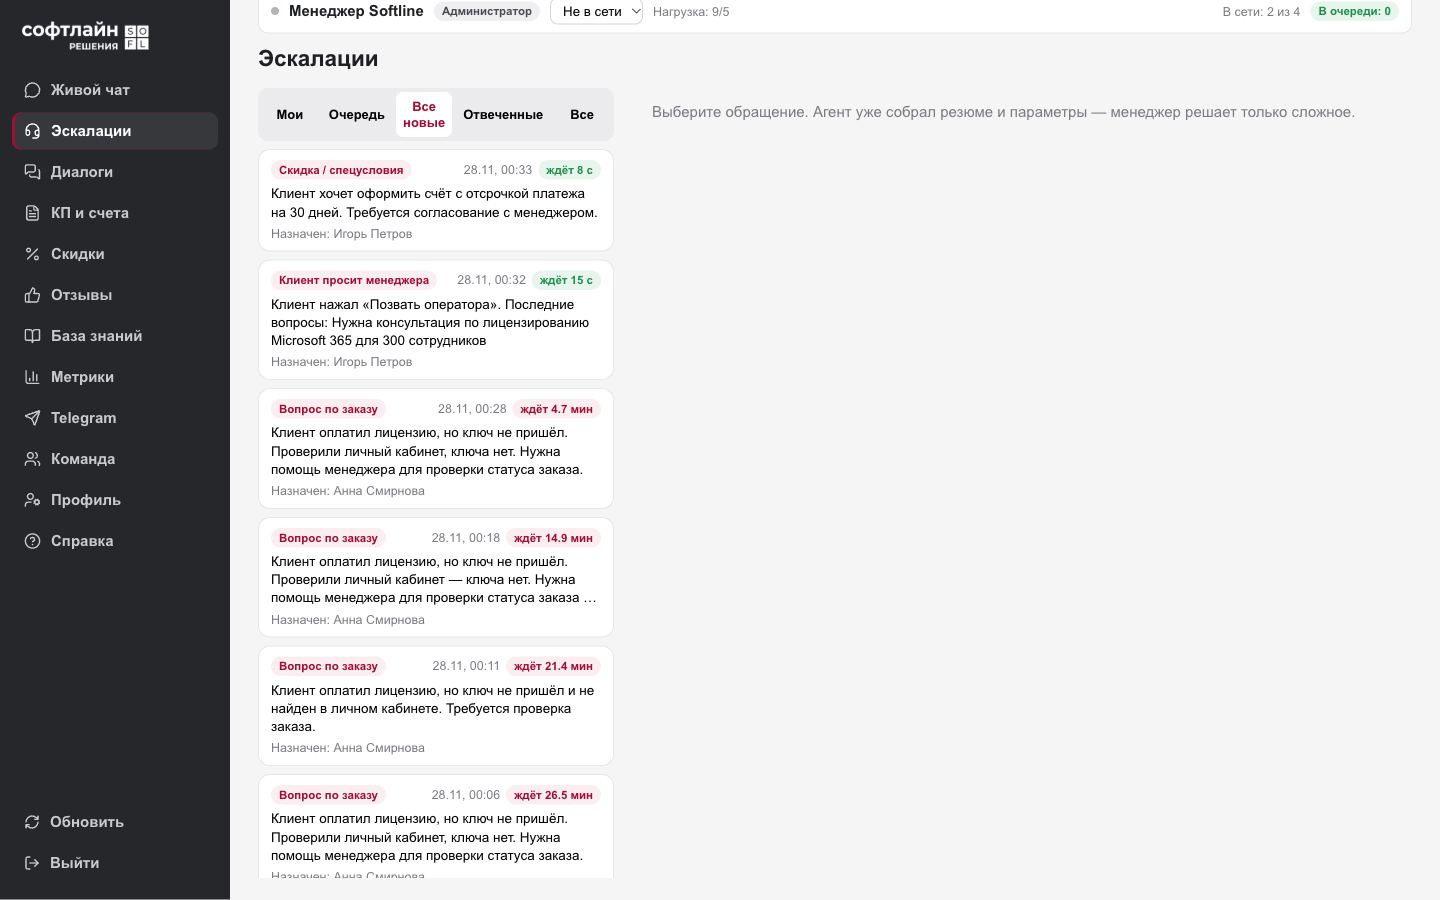 софтлайн
РЕШЕНИЯ
SO
FL
Живой чат
Эскалации
Диалоги
КП и счета
Скидки
Отзывы
База знаний
Метрики
Telegram
Команда
Профиль
Справка
Обновить
Выйти
Менеджер Softline Администратор Не в сети Нагрузка: 9/5 В сети: 2 из 4 В очереди: 0
Эскалации
Мои Очередь Все новые Отвеченные Все
Скидка / спецусловия 28.11, 00:33 ждёт 8 с
Клиент хочет оформить счёт с отсрочкой платежа
на 30 дней. Требуется согласование с менеджером.
Назначен: Игорь Петров
Клиент просит менеджера 28.11, 00:32 ждёт 15 с
Клиент нажал «Позвать оператора». Последние
вопросы: Нужна консультация по лицензированию
Microsoft 365 для 300 сотрудников
Назначен: Игорь Петров
Вопрос по заказу 28.11, 00:28 ждёт 4.7 мин
Клиент оплатил лицензию, но ключ не пришёл.
Проверили личный кабинет, ключа нет. Нужна
помощь менеджера для проверки статуса заказа.
Назначен: Анна Смирнова
Вопрос по заказу 28.11, 00:18 ждёт 14.9 мин
Клиент оплатил лицензию, но ключ не пришёл.
Проверили личный кабинет — ключа нет. Нужна
помощь менеджера для проверки статуса заказа …
Назначен: Анна Смирнова
Вопрос по заказу 28.11, 00:11 ждёт 21.4 мин
Клиент оплатил лицензию, но ключ не пришёл и не
найден в личном кабинете. Требуется проверка
заказа.
Назначен: Анна Смирнова
Вопрос по заказу 28.11, 00:06 ждёт 26.5 мин
Клиент оплатил лицензию, но ключ не пришёл.
Проверили личный кабинет, ключа нет. Нужна
помощь менеджера для проверки статуса заказа.
Назначен: Анна Смирнова
Выберите обращение. Агент уже собрал резюме и параметры — менеджер решает только сложное.